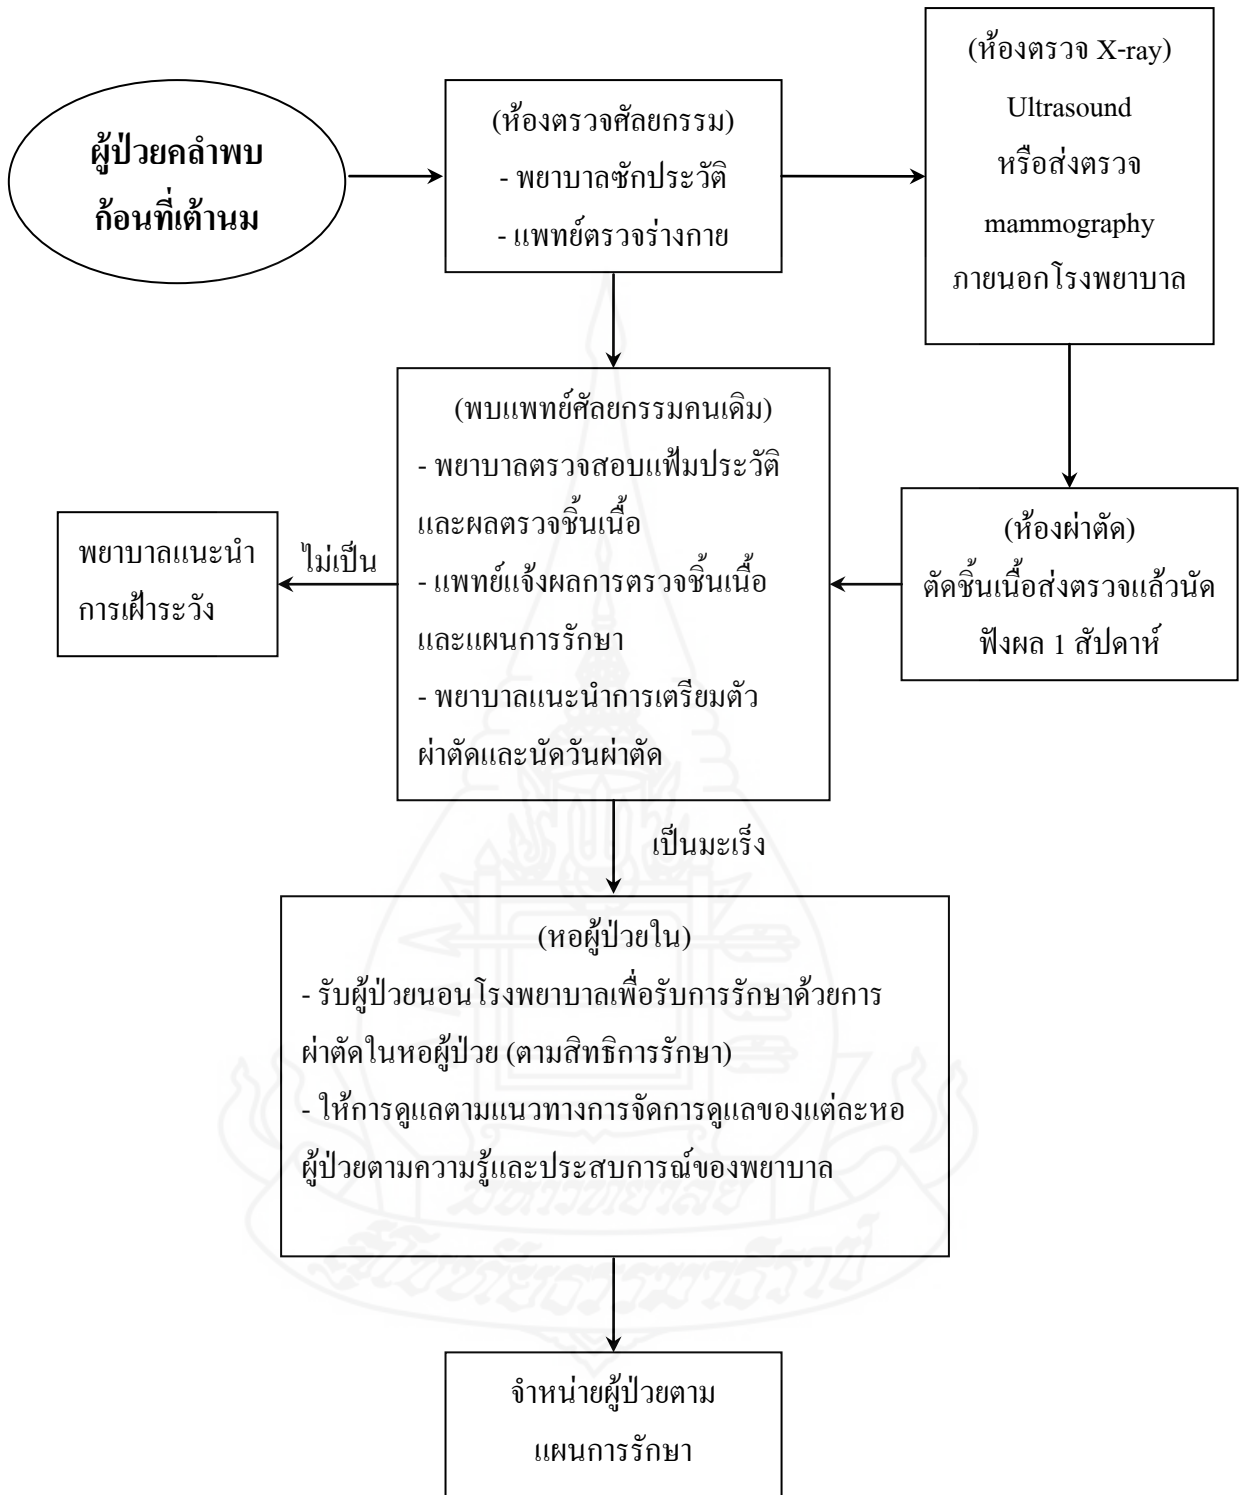 ผู้ป่วยคลำพบ
ก้อนที่เต้านม
(ห้องตรวจศัลยกรรม)
- พยาบาลซักประวัติ
- แพทย์ตรวจร่างกาย
(ห้องตรวจ X-ray)
Ultrasound
หรือส่งตรวจ
mammography
ภายนอกโรงพยาบาล
(พบแพทย์ศัลยกรรมคนเดิม)
- พยาบาลตรวจสอบแฟ้มประวัติ
และผลตรวจชิ้นเนื้อ
- แพทย์แจ้งผลการตรวจชิ้นเนื้อ
และแผนการรักษา
- พยาบาลแนะนำการเตรียมตัว
ผ่าตัดและนัดวันผ่าตัด
(ห้องผ่าตัด)
ตัดชิ้นเนื้อส่งตรวจแล้วนัด
ฟังผล 1 สัปดาห์
ไม่เป็น
พยาบาลแนะนำ
การเฝ้าระวัง
เป็นมะเร็ง
(หอผู้ป่วยใน)
- รับผู้ป่วยนอนโรงพยาบาลเพื่อรับการรักษาด้วยการ
ผ่าตัดในหอผู้ป่วย (ตามสิทธิการรักษา)
- ให้การดูแลตามแนวทางการจัดการดูแลของแต่ละหอ
ผู้ป่วยตามความรู้และประสบการณ์ของพยาบาล
มหาวิทยาลัย
สุโขทัยธรรมาธิราช
จำหน่ายผู้ป่วยตาม
แผนการรักษา